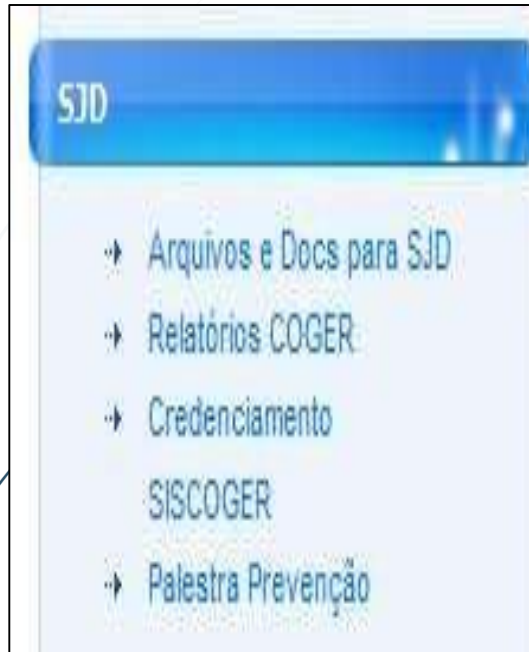 SJD
Arquivos e Docs para SJD
Relatórios COGER
Credenciamento
SISCOGER
Palestra Prevenção